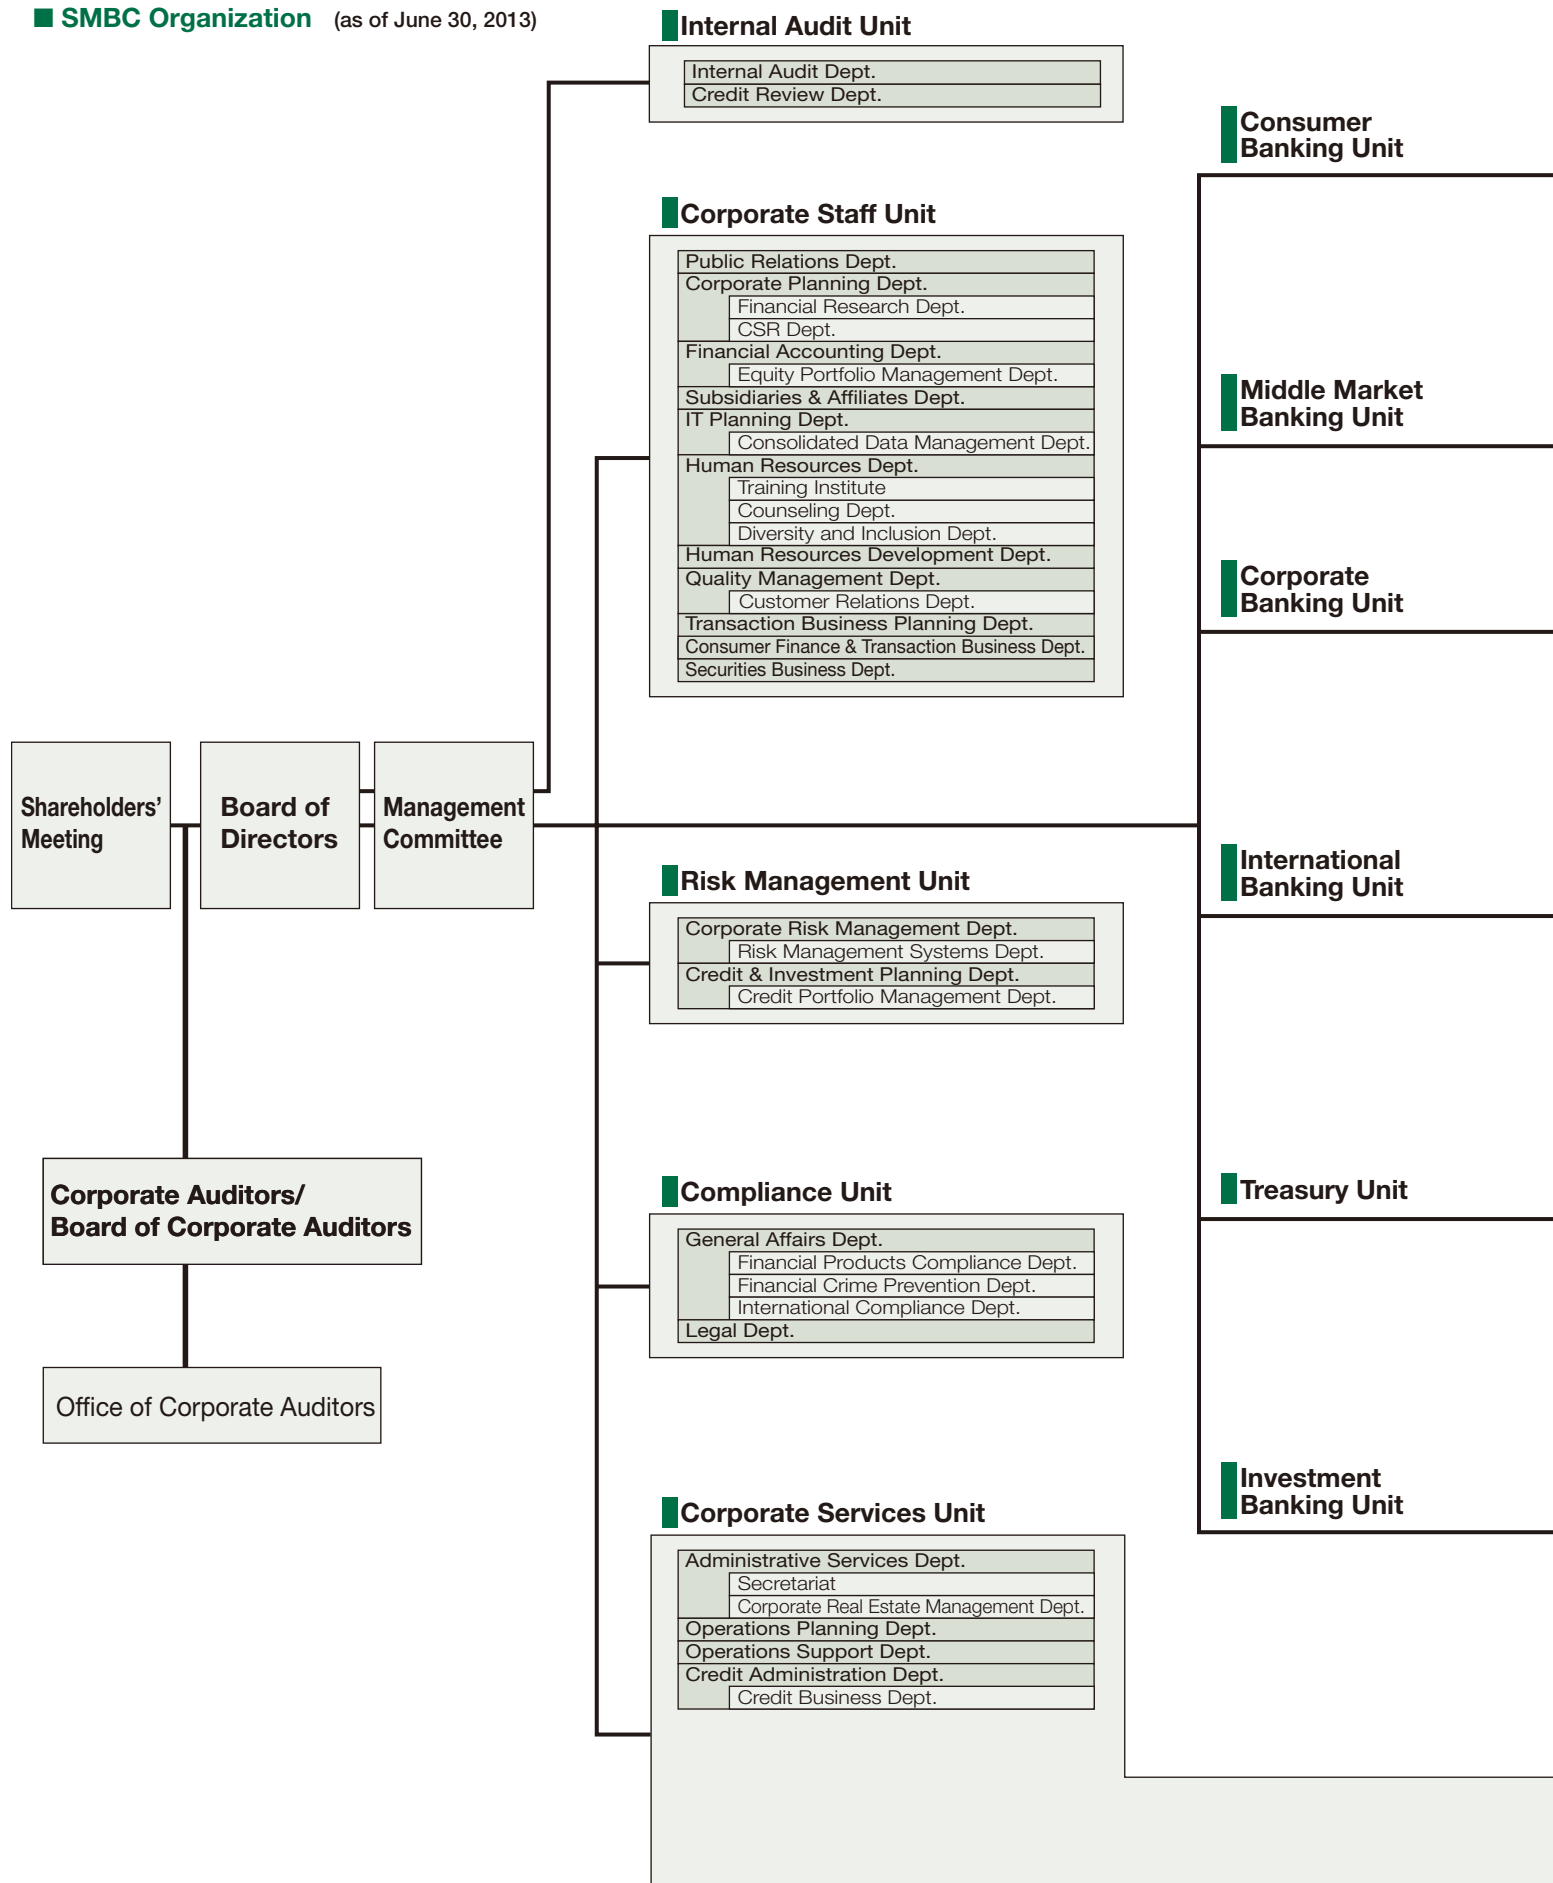 SMBC Organization (as of June 30, 2013)
Internal Audit Unit
Internal Audit Dept.
Credit Review Dept.
Corporate Staff Unit
Public Relations Dept.
Corporate Planning Dept.
Financial Research Dept.
CSR Dept.
Financial Accounting Dept.
Equity Portfolio Management Dept.
Subsidiaries & Affiliates Dept.
IT Planning Dept.
Consolidated Data Management Dept.
Human Resources Dept.
Training Institute
Counseling Dept.
Diversity and Inclusion Dept.
Human Resources Development Dept.
Quality Management Dept.
Customer Relations Dept.
Transaction Business Planning Dept.
Consumer Finance & Transaction Business Dept.
Securities Business Dept.
Shareholders'
Meeting
Board of
Directors
Management
Committee
Risk Management Unit
Corporate Risk Management Dept.
Risk Management Systems Dept.
Credit & Investment Planning Dept.
Credit Portfolio Management Dept.
Corporate Auditors/
Board of Corporate Auditors
Office of Corporate Auditors
Compliance Unit
General Affairs Dept.
Financial Products Compliance Dept.
Financial Crime Prevention Dept.
International Compliance Dept.
Legal Dept.
Corporate Services Unit
Administrative Services Dept.
Secretariat
Corporate Real Estate Management Dept.
Operations Planning Dept.
Operations Support Dept.
Credit Administration Dept.
Credit Business Dept.
Consumer
Banking Unit
Middle Market
Banking Unit
Corporate
Banking Unit
International
Banking Unit
Treasury Unit
Investment
Banking Unit